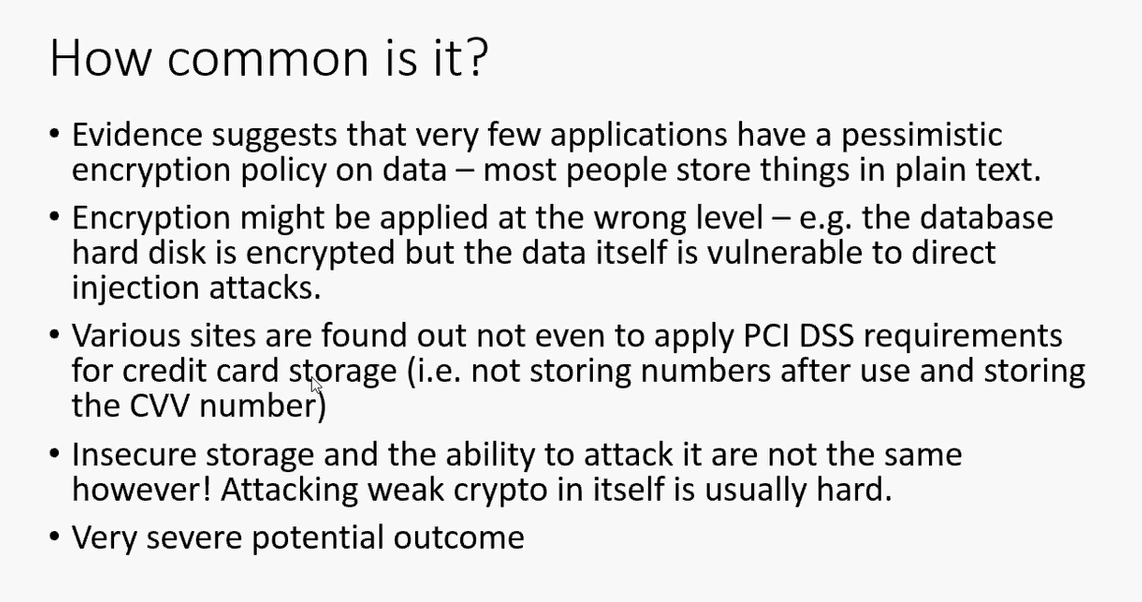 How common is it?
• Evidence suggests that very few applications have a pessimistic
encryption policy on data – most people store things in plain text.
• Encryption might be applied at the wrong level – e.g. the database
hard disk is encrypted but the data itself is vulnerable to direct
injection attacks.
• Various sites are found out not even to apply PCI DSS requirements
for credit card storage (i.e. not storing numbers after use and storing
the CVV number)
• Insecure storage and the ability to attack it are not the same
however! Attacking weak crypto in itself is usually hard.
• Very severe potential outcome